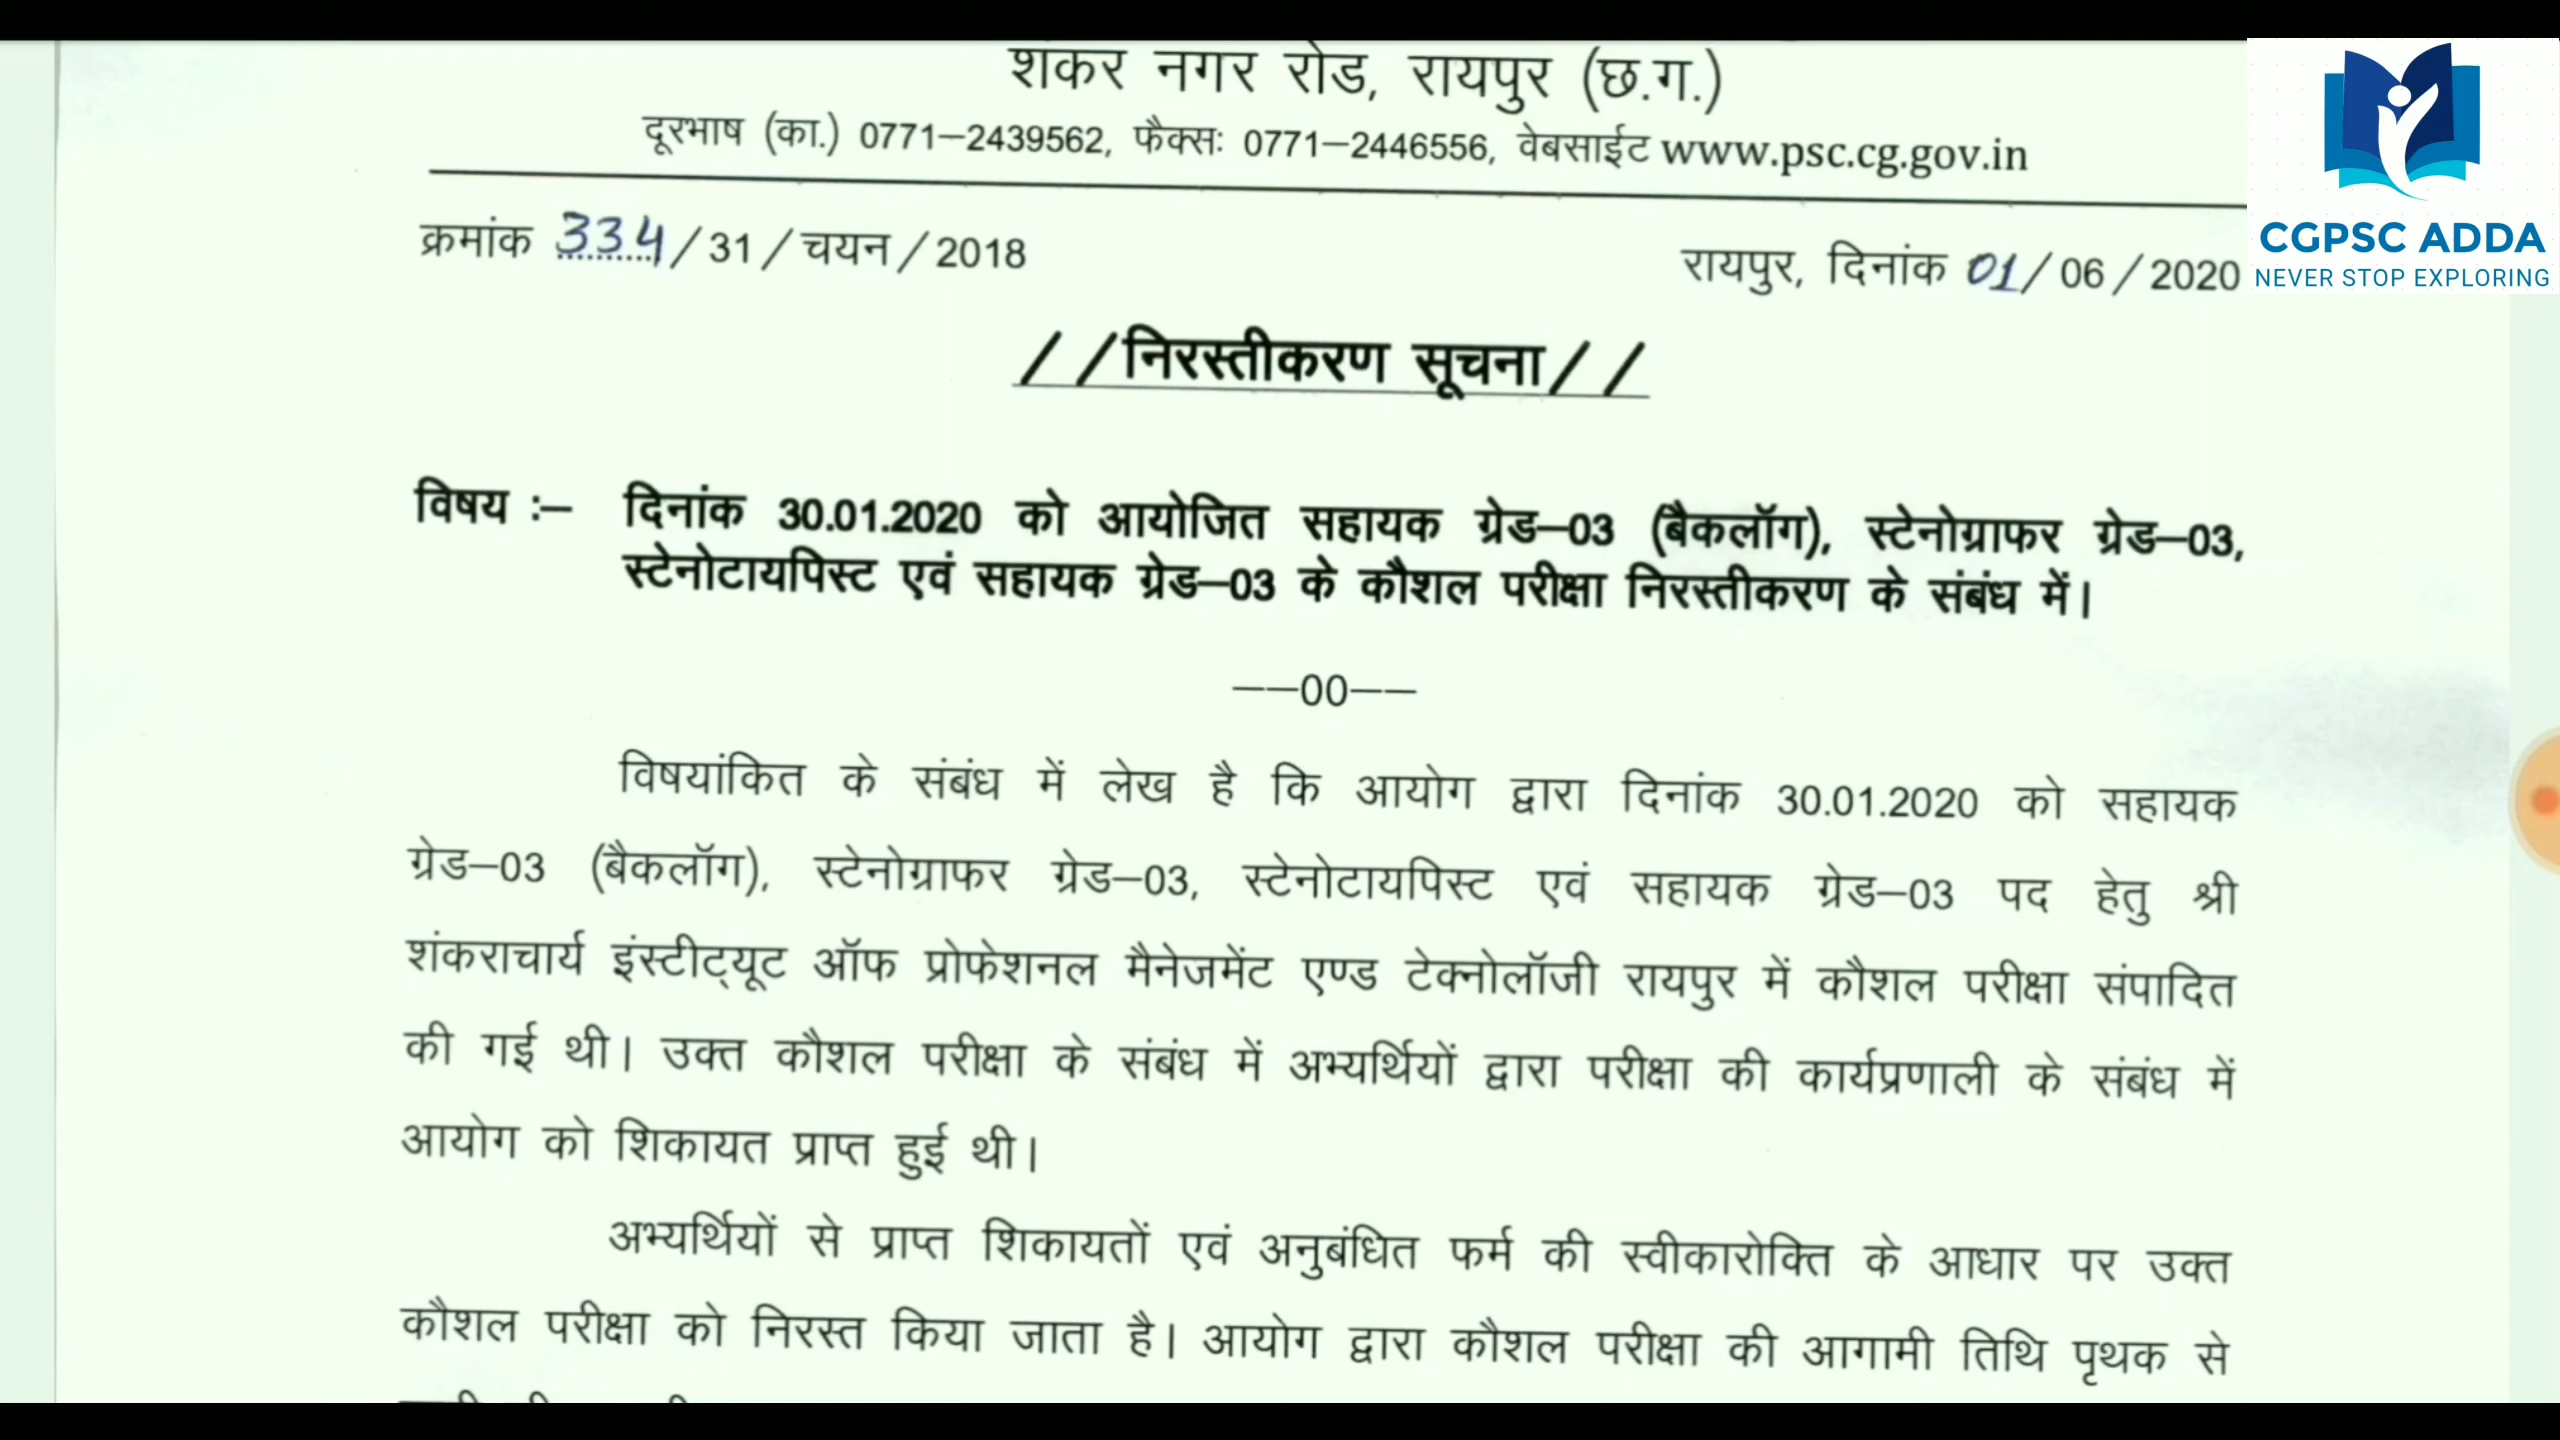 शंकर नगर रोड, रायपुर (छ.ग.)
दूरभाष (का.) 0771–2439562, फैक्सः 0771–2446556, वेबसाईट www.psc.cg.gov.in
CGPSC ADDA
NEVER STOP EXPLORING
क्रमांक 334/31/चयन/2018
रायपुर, दिनांक 01/06/2020
//निरस्तीकरण सूचना//
विषय :– दिनांक 30.01.2020 को आयोजित सहायक ग्रेड–03 (बैकलॉग), स्टेनोग्राफर ग्रेड–03,
स्टेनोटायपिस्ट एवं सहायक ग्रेड–03 के कौशल परीक्षा निरस्तीकरण के संबंध में।
––00––
विषयांकित के संबंध में लेख है कि आयोग द्वारा दिनांक 30.01.2020 को सहायक
ग्रेड–03 (बैकलॉग), स्टेनोग्राफर ग्रेड–03, स्टेनोटायपिस्ट एवं सहायक ग्रेड–03 पद हेतु श्री
शंकराचार्य इंस्टीट्यूट ऑफ प्रोफेशनल मैनेजमेंट एण्ड टेक्नोलॉजी रायपुर में कौशल परीक्षा संपादित
की गई थी। उक्त कौशल परीक्षा के संबंध में अभ्यर्थियों द्वारा परीक्षा की कार्यप्रणाली के संबंध में
आयोग को शिकायत प्राप्त हुई थी।
अभ्यर्थियों से प्राप्त शिकायतों एवं अनुबंधित फर्म की स्वीकारोक्ति के आधार पर उक्त
कौशल परीक्षा को निरस्त किया जाता है। आयोग द्वारा कौशल परीक्षा की आगामी तिथि पृथक से